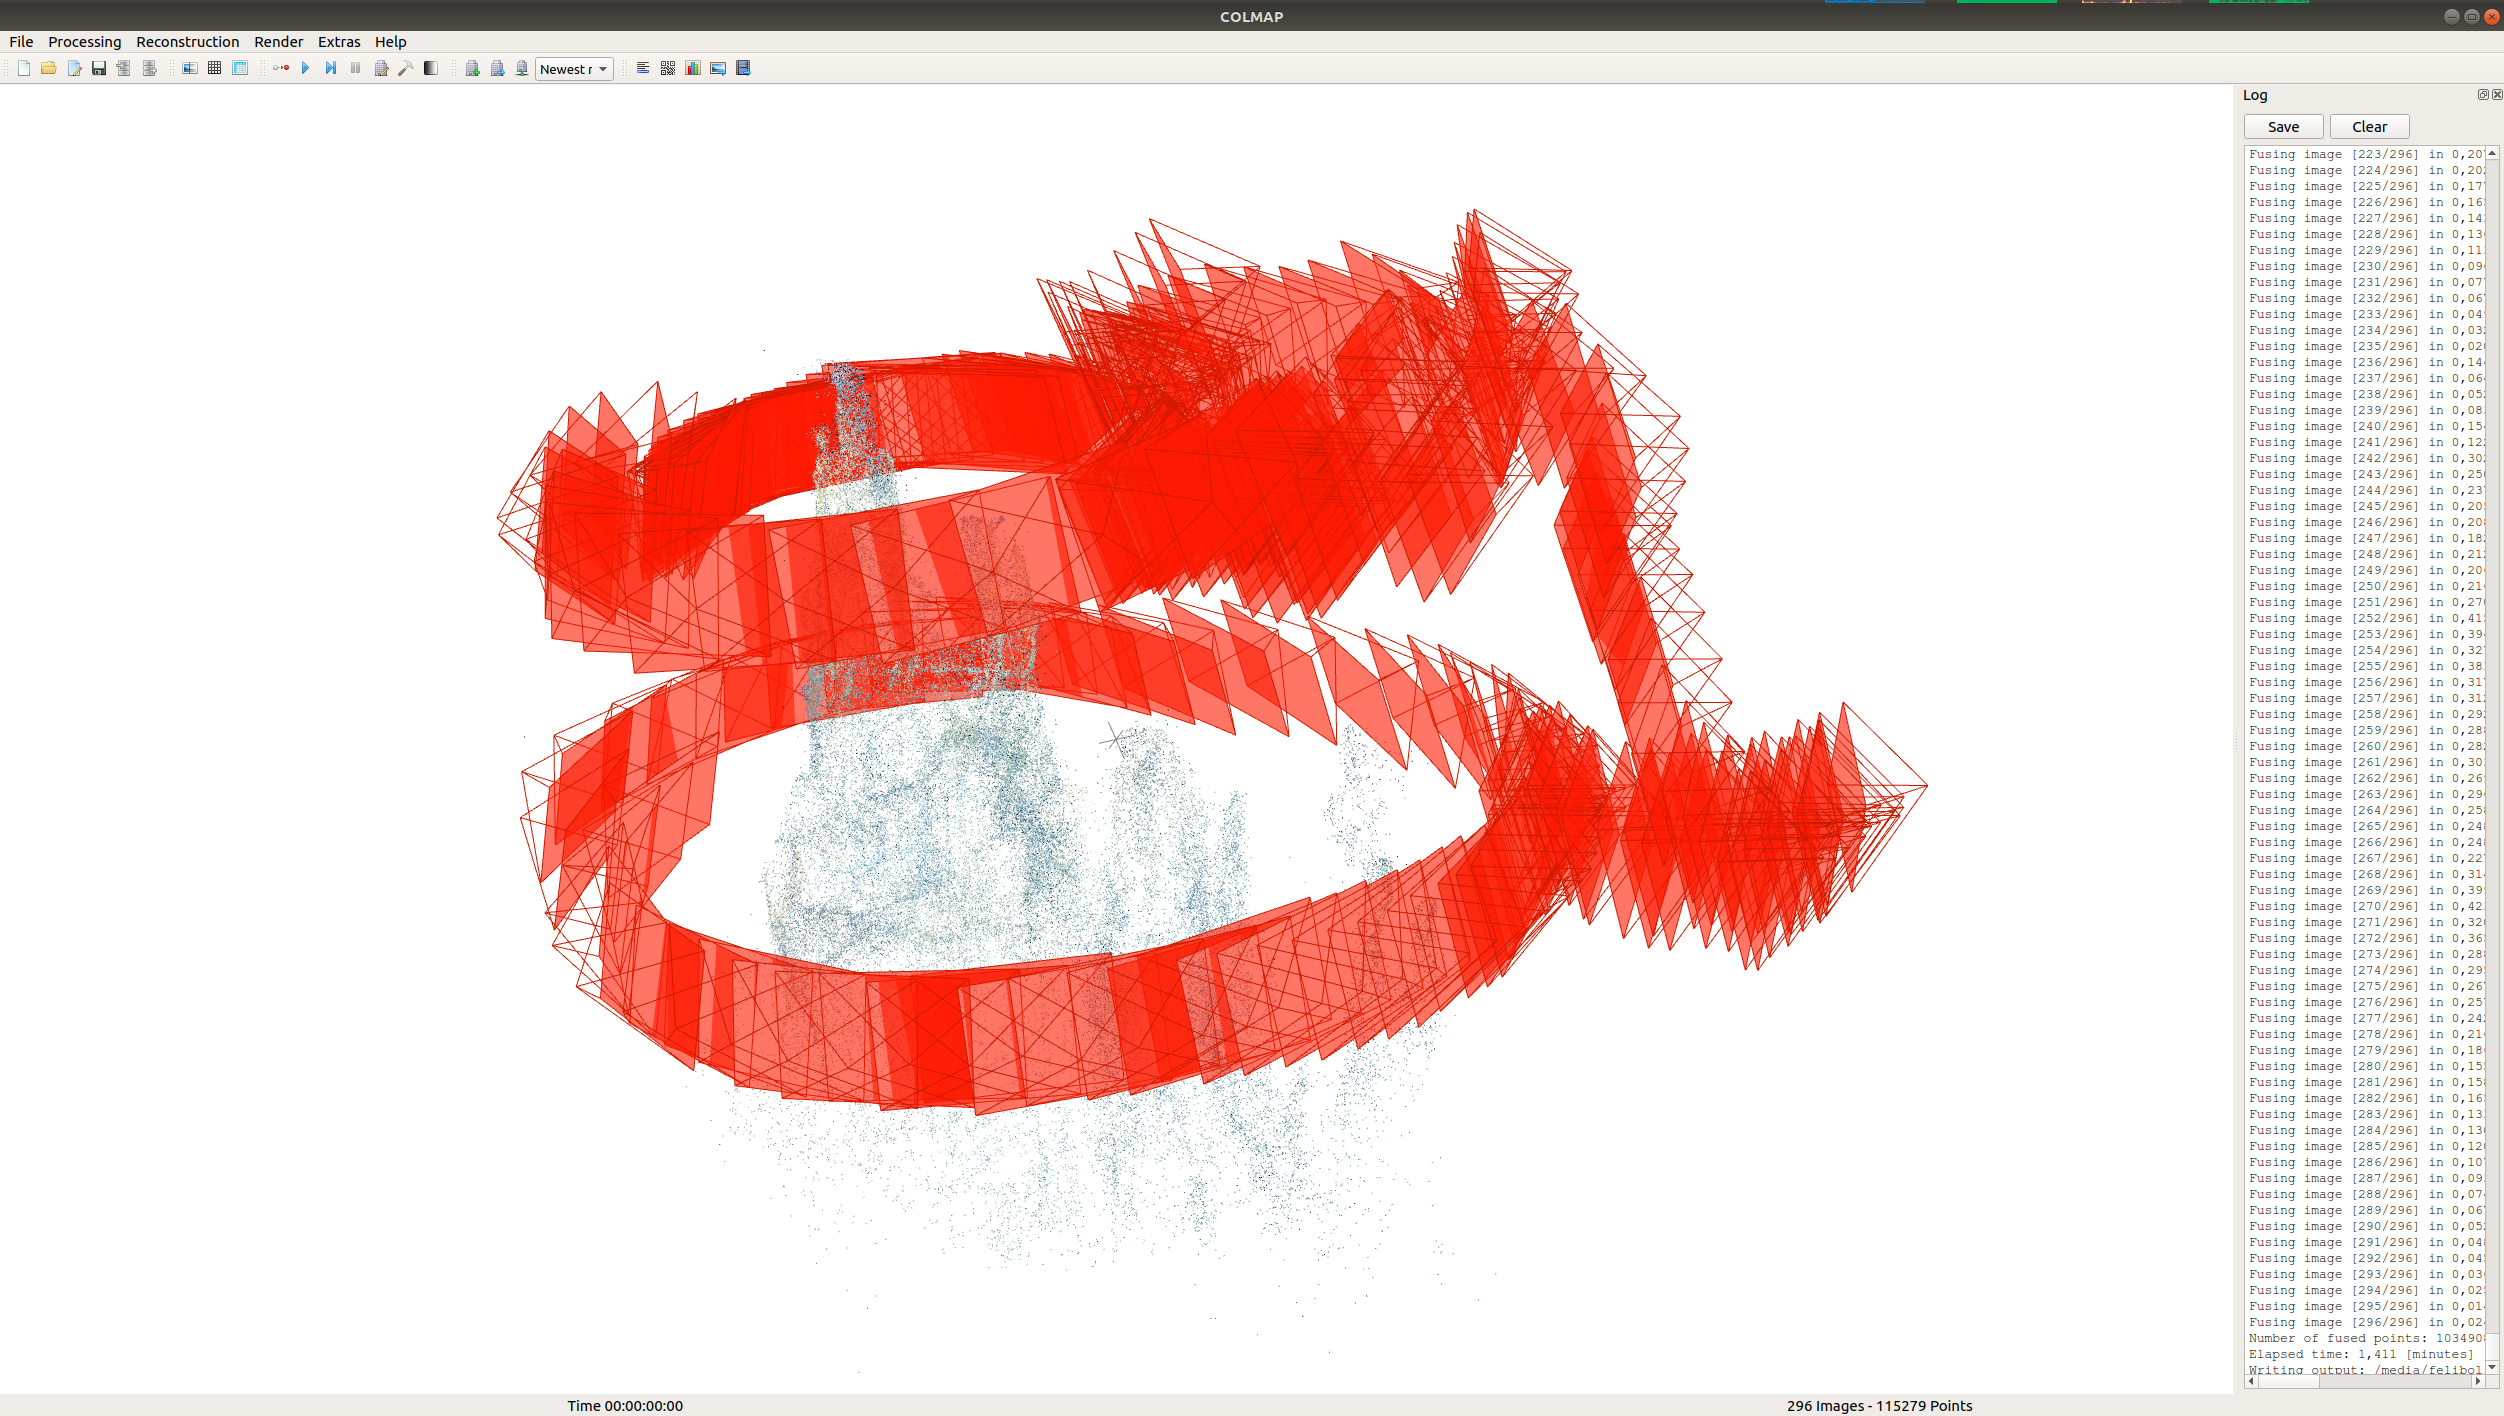 COLMAP
File Processing Reconstruction Render Extras Help
Newest r
Log
Save Clear
Fusing image [223/296] in 0,20
Fusing image [224/296] in 0,20
Fusing image [225/296] in 0,17
Fusing image [226/296] in 0,16
Fusing image [227/296] in 0,14
Fusing image [228/296] in 0,13
Fusing image [229/296] in 0,11
Fusing image [230/296] in 0,09
Fusing image [231/296] in 0,07
Fusing image [232/296] in 0,06
Fusing image [233/296] in 0,04
Fusing image [234/296] in 0,03
Fusing image [235/296] in 0,02
Fusing image [236/296] in 0,14
Fusing image [237/296] in 0,06
Fusing image [238/296] in 0,05
Fusing image [239/296] in 0,08
Fusing image [240/296] in 0,15
Fusing image [241/296] in 0,12
Fusing image [242/296] in 0,30
Fusing image [243/296] in 0,25
Fusing image [244/296] in 0,23
Fusing image [245/296] in 0,20
Fusing image [246/296] in 0,20
Fusing image [247/296] in 0,18
Fusing image [248/296] in 0,21
Fusing image [249/296] in 0,20
Fusing image [250/296] in 0,21
Fusing image [251/296] in 0,27
Fusing image [252/296] in 0,41
Fusing image [253/296] in 0,39
Fusing image [254/296] in 0,32
Fusing image [255/296] in 0,38
Fusing image [256/296] in 0,31
Fusing image [257/296] in 0,31
Fusing image [258/296] in 0,29
Fusing image [259/296] in 0,28
Fusing image [260/296] in 0,28
Fusing image [261/296] in 0,30
Fusing image [262/296] in 0,26
Fusing image [263/296] in 0,29
Fusing image [264/296] in 0,25
Fusing image [265/296] in 0,24
Fusing image [266/296] in 0,24
Fusing image [267/296] in 0,22
Fusing image [268/296] in 0,31
Fusing image [269/296] in 0,39
Fusing image [270/296] in 0,42
Fusing image [271/296] in 0,32
Fusing image [272/296] in 0,36
Fusing image [273/296] in 0,28
Fusing image [274/296] in 0,29
Fusing image [275/296] in 0,26
Fusing image [276/296] in 0,25
Fusing image [277/296] in 0,24
Fusing image [278/296] in 0,21
Fusing image [279/296] in 0,18
Fusing image [280/296] in 0,15
Fusing image [281/296] in 0,15
Fusing image [282/296] in 0,16
Fusing image [283/296] in 0,13
Fusing image [284/296] in 0,13
Fusing image [285/296] in 0,12
Fusing image [286/296] in 0,10
Fusing image [287/296] in 0,09
Fusing image [288/296] in 0,07
Fusing image [289/296] in 0,06
Fusing image [290/296] in 0,05
Fusing image [291/296] in 0,04
Fusing image [292/296] in 0,04
Fusing image [293/296] in 0,03
Fusing image [294/296] in 0,02
Fusing image [295/296] in 0,01
Fusing image [296/296] in 0,02
Number of fused points: 103490
Elapsed time: 1,411 [minutes]
Writing output: /media/felibo
Time 00:00:00:00
296 Images - 115279 Points